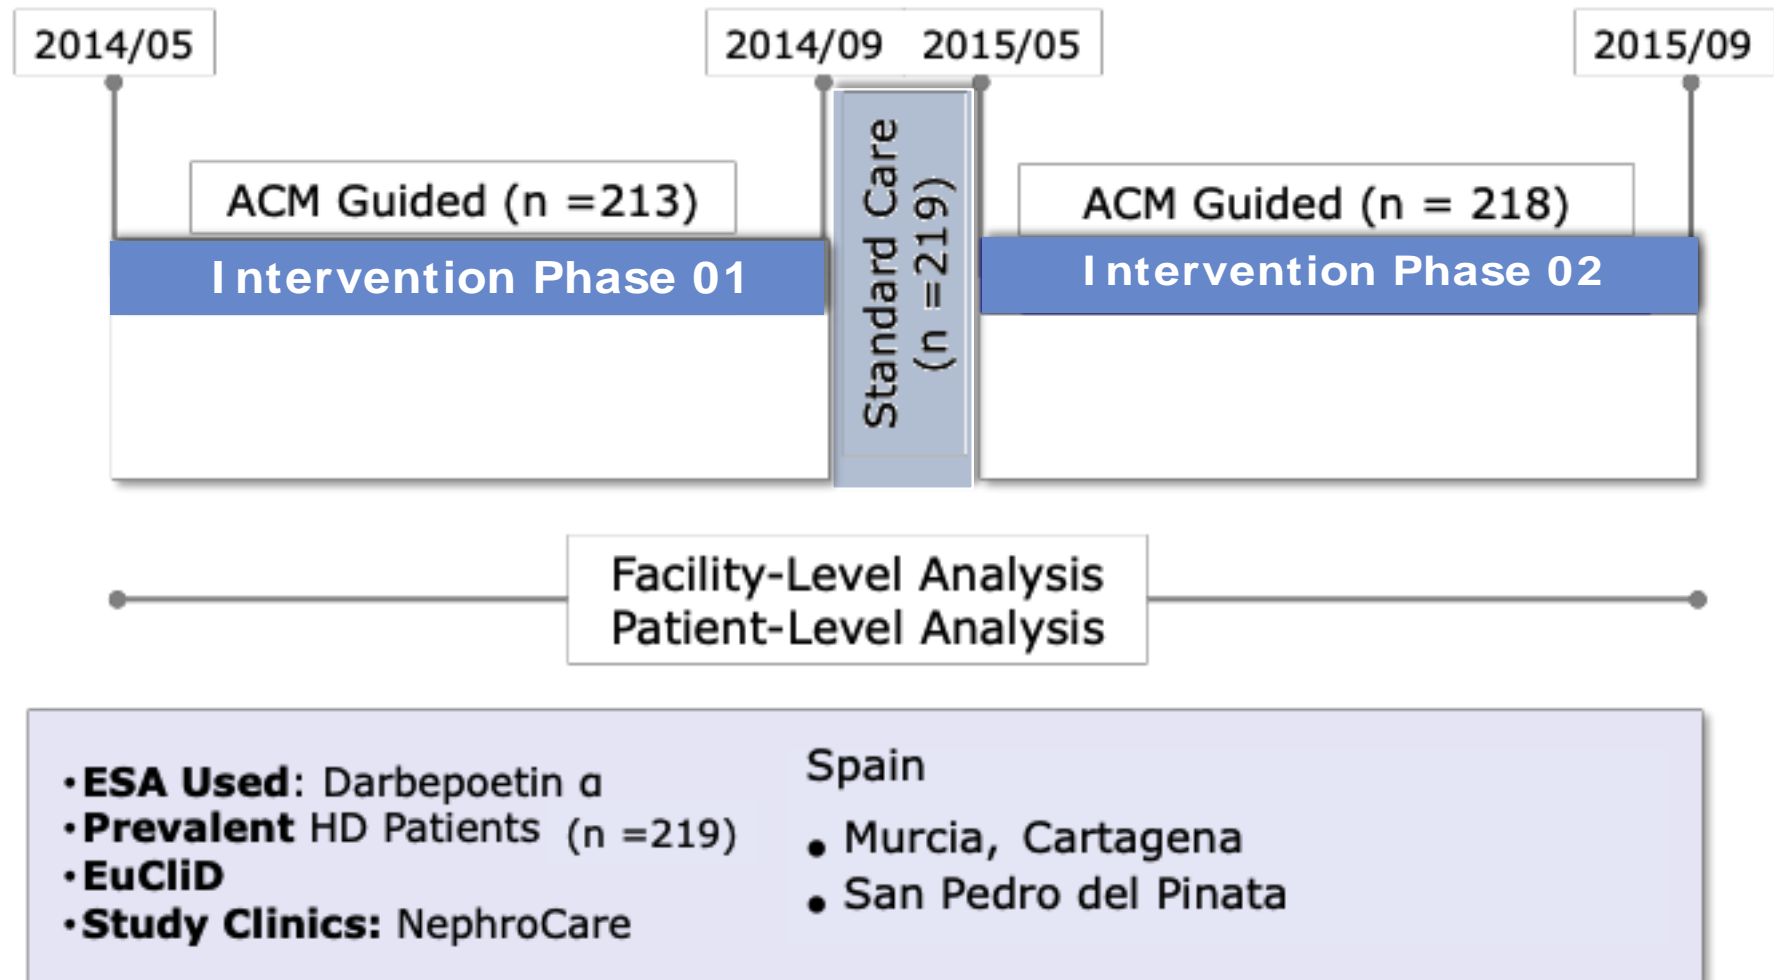 2014/05
2014/09
2015/05
2015/09
ACM Guided (n =213)
Intervention Phase 01
Standard Care
(n =219)
ACM Guided (n = 218)
Intervention Phase 02
Facility-Level Analysis
Patient-Level Analysis
•ESA Used: Darbepoetin α
•Prevalent HD Patients (n =219)
•EuCliD
•Study Clinics: NephroCare
Spain
• Murcia, Cartagena
• San Pedro del Pinata